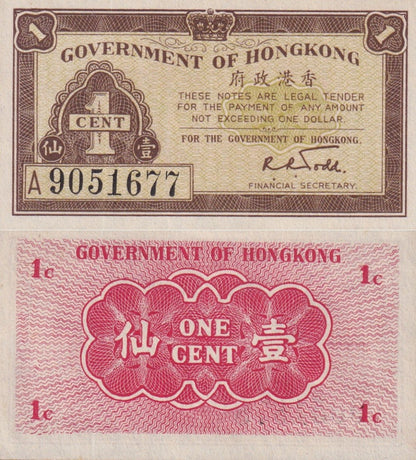 1 1
GOVERNMENT OF HONGKONG
府政港香
THESE NOTES ARE LEGAL TENDER
FOR THE PAYMENT OF ANY AMOUNT
NOT EXCEEDING ONE DOLLAR.
FOR THE GOVERNMENT OF HONGKONG.
1
CENT
仙 壹
A 9051677
R. R. Todd.
FINANCIAL SECRETARY.
GOVERNMENT OF HONGKONG
1c 1c
仙 ONE 壹
CENT
1c 1c